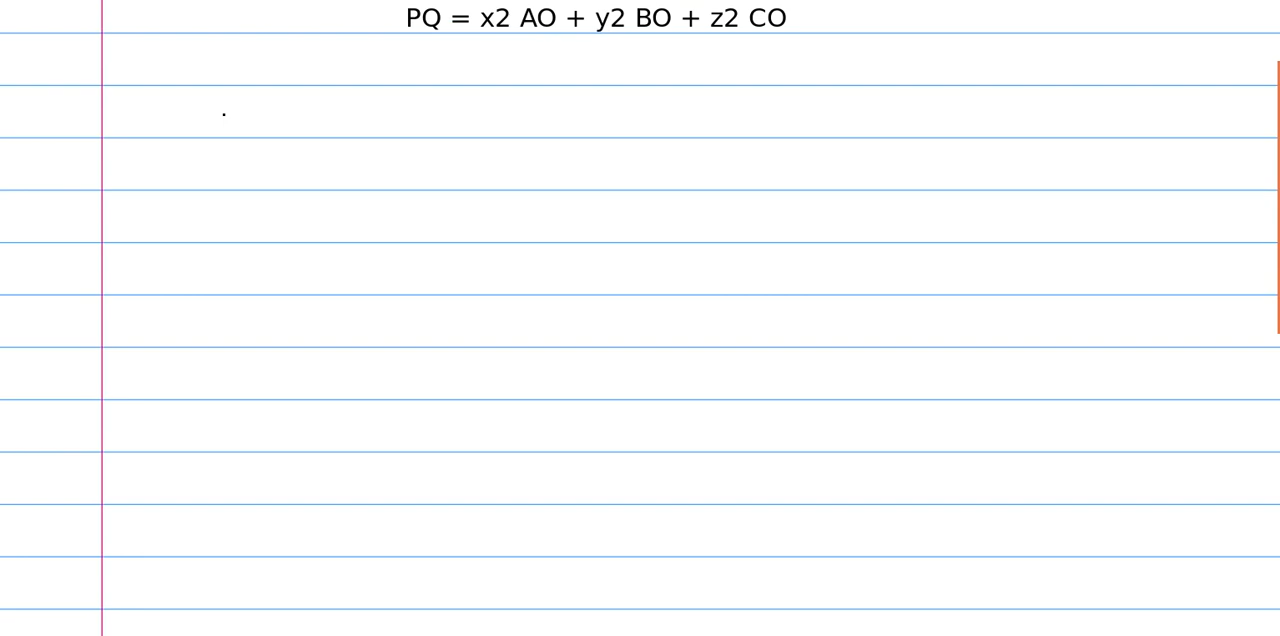 PQ = x2 AO + y2 BO + z2 CO
.